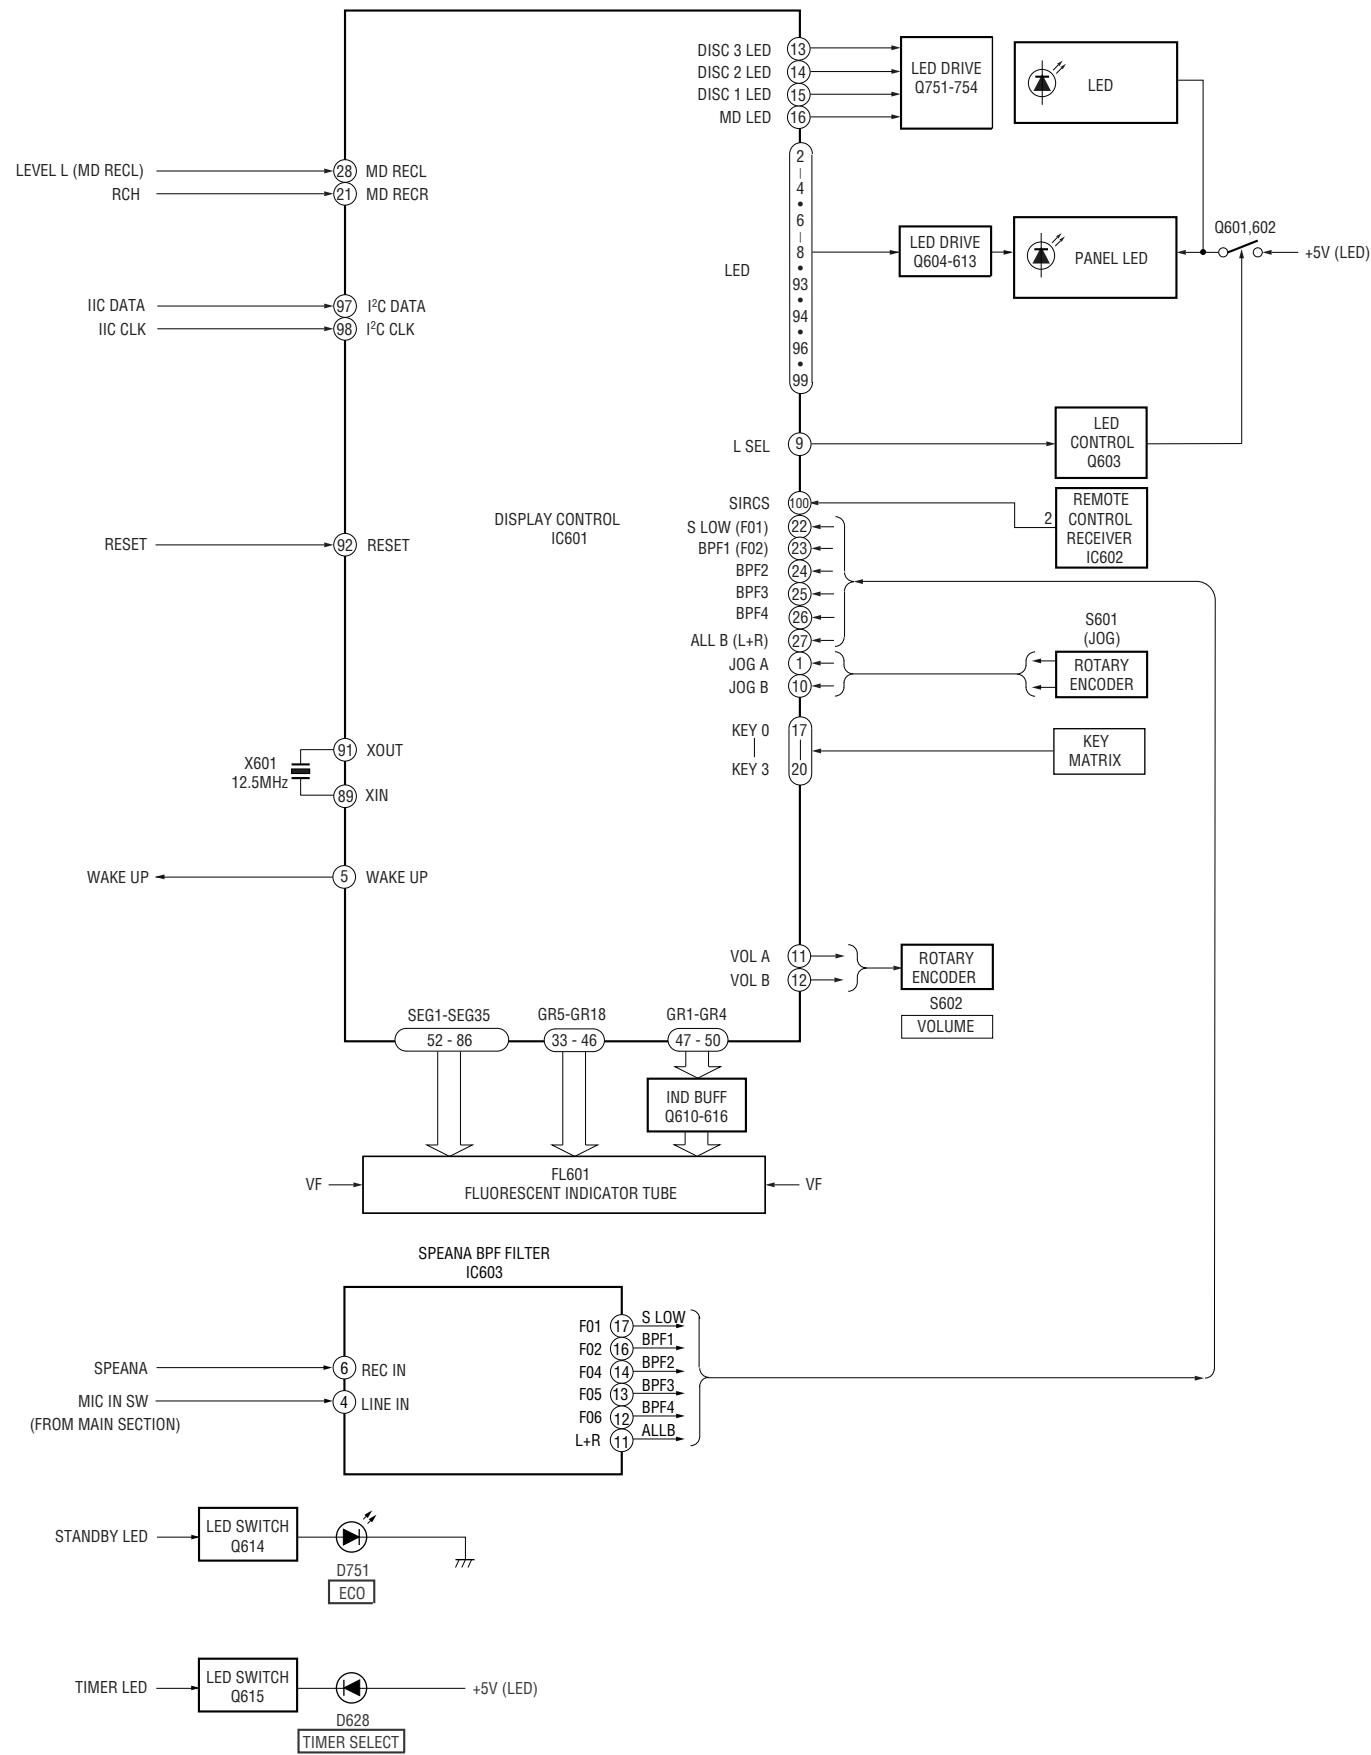 DISC 3 LED 13
DISC 2 LED 14
DISC 1 LED 15
MD LED 16
LED DRIVE
Q751-754
LED
LEVEL L (MD RECL) 28 MD RECL
RCH 21 MD RECR
2
4
6
8
93
94
96
99
LED
LED DRIVE
Q604-613
PANEL LED
Q601,602
+5V (LED)
IIC DATA 97 I²C DATA
IIC CLK 98 I²C CLK
L SEL 9
LED
CONTROL
Q603
DISPLAY CONTROL
IC601
SIRCS 100
S LOW (F01) 22
BPF1 (F02) 23
BPF2 24
BPF3 25
BPF4 26
ALL B (L+R) 27
JOG A 1
JOG B 10
2
REMOTE
CONTROL
RECEIVER
IC602
RESET 92 RESET
S601
(JOG)
ROTARY
ENCODER
KEY 0 17
KEY 3 20
KEY
MATRIX
X601
12.5MHz
91 XOUT
89 XIN
WAKE UP 5 WAKE UP
VOL A 11
VOL B 12
ROTARY
ENCODER
S602
VOLUME
SEG1-SEG35 GR5-GR18 GR1-GR4
52 - 86 33 - 46 47 - 50
IND BUFF
Q610-616
VF
FL601
FLUORESCENT INDICATOR TUBE
VF
SPEANA BPF FILTER
IC603
F01 17 S LOW
F02 16 BPF1
F04 14 BPF2
F05 13 BPF3
F06 12 BPF4
L+R 11 ALLB
SPEANA 6 REC IN
MIC IN SW 4 LINE IN
(FROM MAIN SECTION)
STANDBY LED
LED SWITCH
Q614
D751
ECO
TIMER LED
LED SWITCH
Q615
+5V (LED)
D628
TIMER SELECT